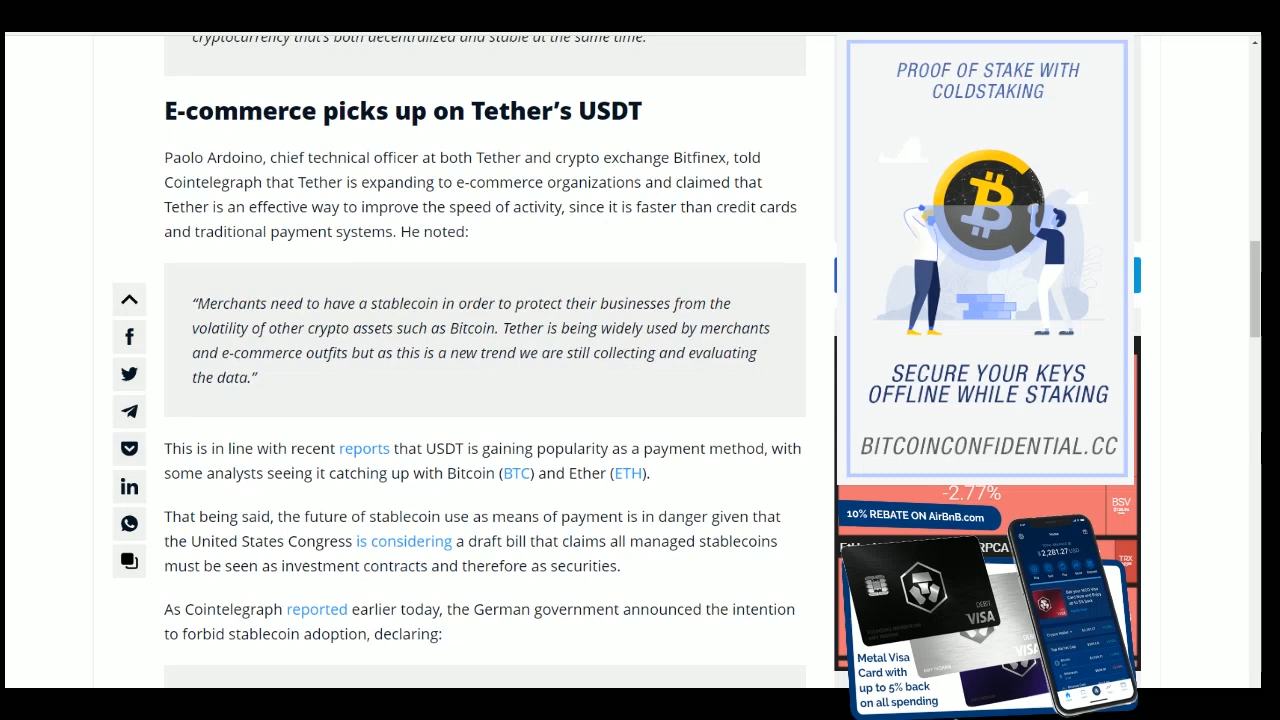 cryptocurrency that's both decentralized and stable at the same time.
E-commerce picks up on Tether’s USDT
Paolo Ardoino, chief technical officer at both Tether and crypto exchange Bitfinex, told
Cointelegraph that Tether is expanding to e-commerce organizations and claimed that
Tether is an effective way to improve the speed of activity, since it is faster than credit cards
and traditional payment systems. He noted:
“Merchants need to have a stablecoin in order to protect their businesses from the
volatility of other crypto assets such as Bitcoin. Tether is being widely used by merchants
and e-commerce outfits but as this is a new trend we are still collecting and evaluating
the data.”
This is in line with recent reports that USDT is gaining popularity as a payment method, with
some analysts seeing it catching up with Bitcoin (BTC) and Ether (ETH).
That being said, the future of stablecoin use as means of payment is in danger given that
the United States Congress is considering a draft bill that claims all managed stablecoins
must be seen as investment contracts and therefore as securities.
As Cointelegraph reported earlier today, the German government announced the intention
to forbid stablecoin adoption, declaring:
PROOF OF STAKE WITH
COLDSTAKING
SECURE YOUR KEYS
OFFLINE WHILE STAKING
BITCOINCONFIDENTIAL.CC
-2.77%
BSV
10% REBATE ON AirBnB.com
TRX
$2,281.27 USD
DEBIT
VISA
Metal Visa
Card with
up to 5% back
on all spending